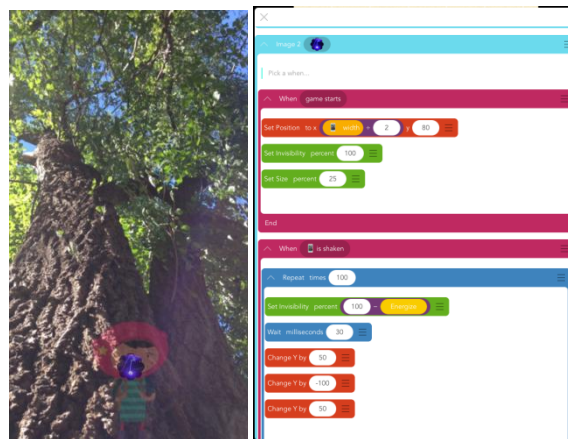 Image 2
Pick a when...
When game starts
Set Position to x width ÷ 2 y 80
Set Invisibility percent 100
Set Size percent 25
End
When is shaken
Repeat times 100
Set Invisibility percent 100 -
Wait milliseconds 30
Change Y by 50
Change Y by -100
Change Y by 50